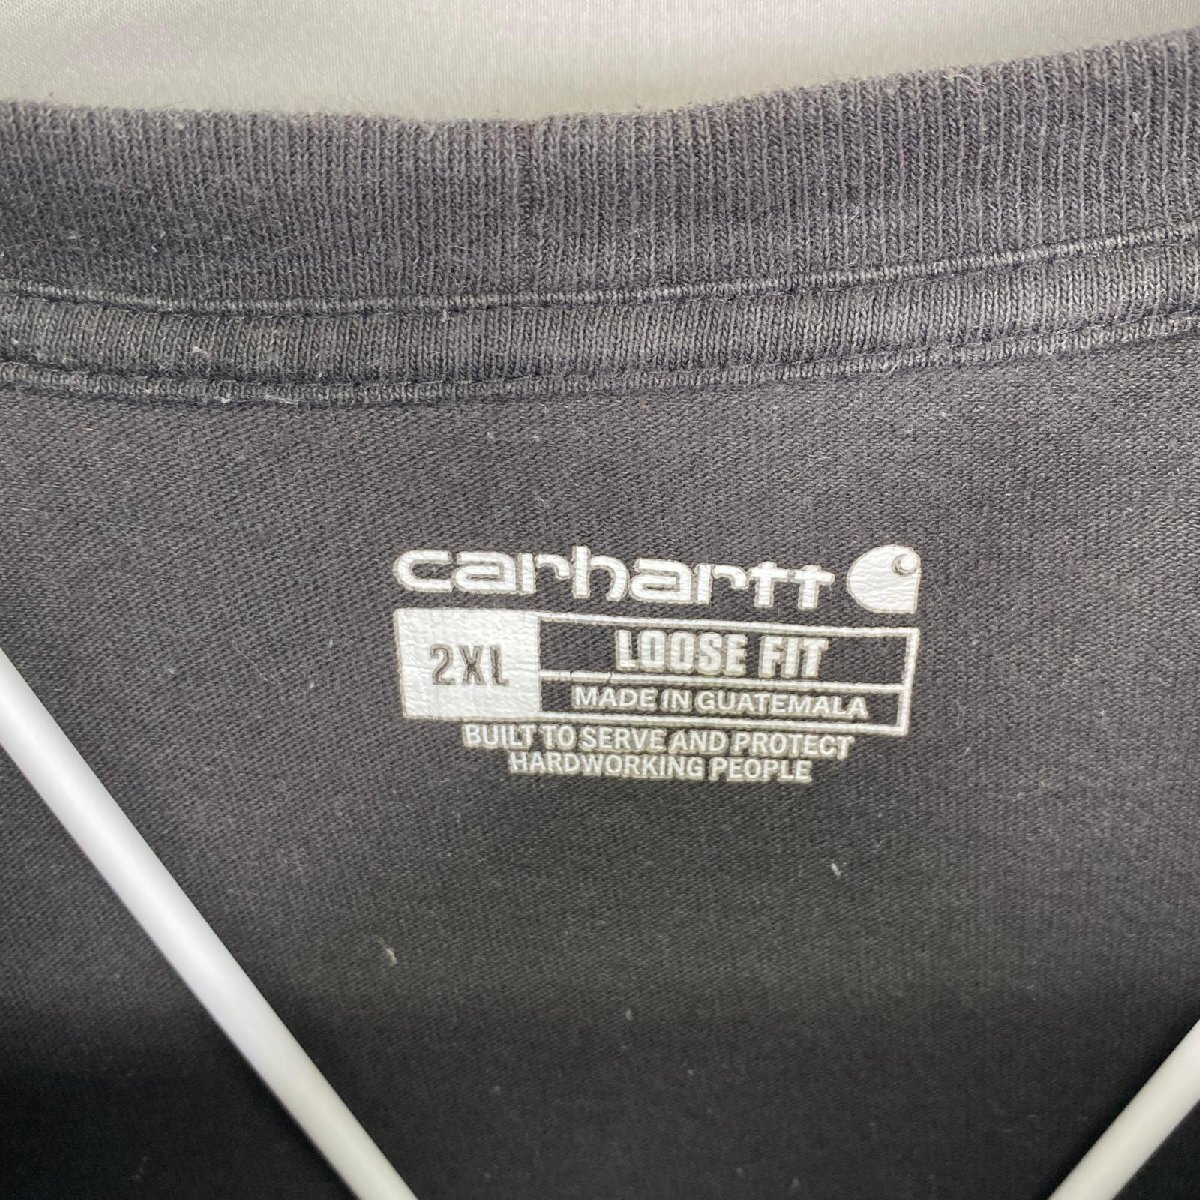 carhartt
2XL
LOOSE FIT
MADE IN GUATEMALA
BUILT TO SERVE AND PROTECT
HARDWORKING PEOPLE